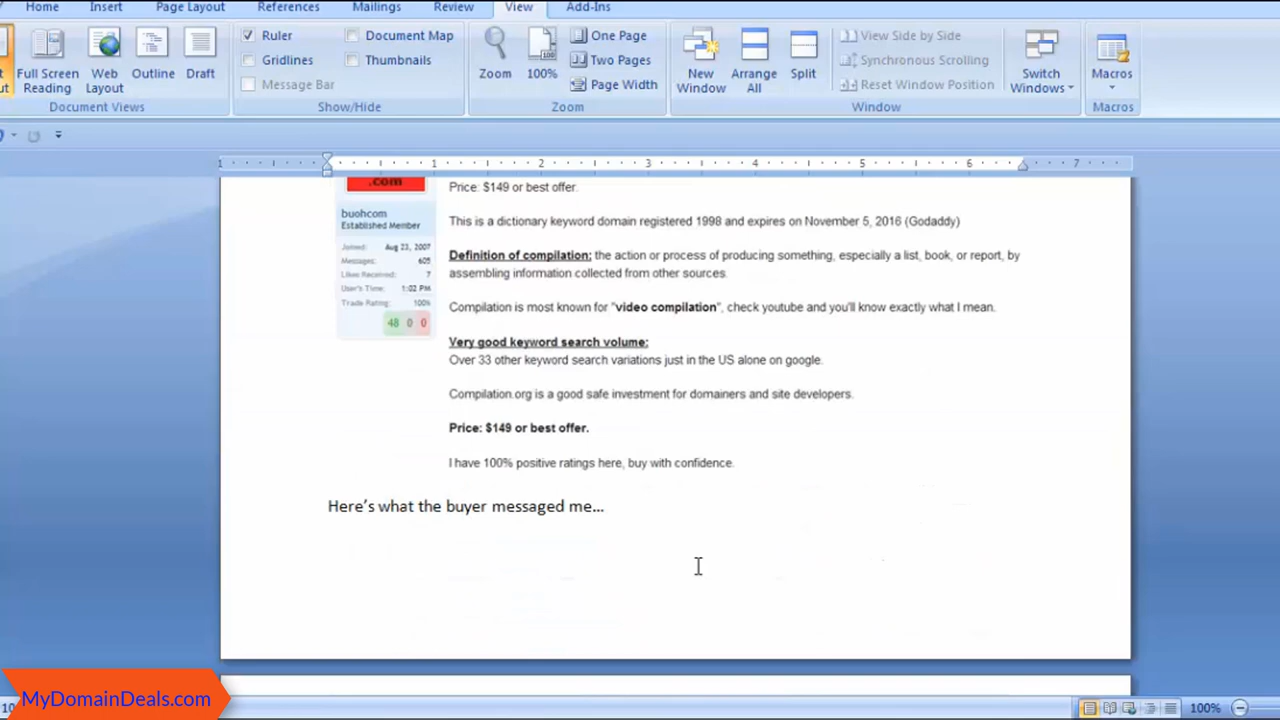 Home Insert Page Layout References Mailings Review View Add-Ins
Ruler Document Map One Page View Side by Side
Gridlines Thumbnails Two Pages Synchronous Scrolling
Message Bar Page Width Reset Window Position
Full Screen Reading Web Layout Outline Draft Zoom 100% New Window Arrange All Split Switch Windows Macros
Document Views Show/Hide Zoom Window Macros
1 1 2 3 4 5 6 7
.com
Price: $149 or best offer.
buohcom
Established Member
Joined: Aug 23, 2007
Messages: 605
Likes Received: 7
User's Time: 1:02 PM
Trade Rating: 100%
48 0 0
This is a dictionary keyword domain registered 1998 and expires on November 5, 2016 (Godaddy)
Definition of compilation: the action or process of producing something, especially a list, book, or report, by
assembling information collected from other sources.
Compilation is most known for "video compilation", check youtube and you'll know exactly what I mean.
Very good keyword search volume:
Over 33 other keyword search variations just in the US alone on google.
Compilation.org is a good safe investment for domainers and site developers.
Price: $149 or best offer.
I have 100% positive ratings here, buy with confidence.
Here's what the buyer messaged me…
MyDomainDeals.com
100%